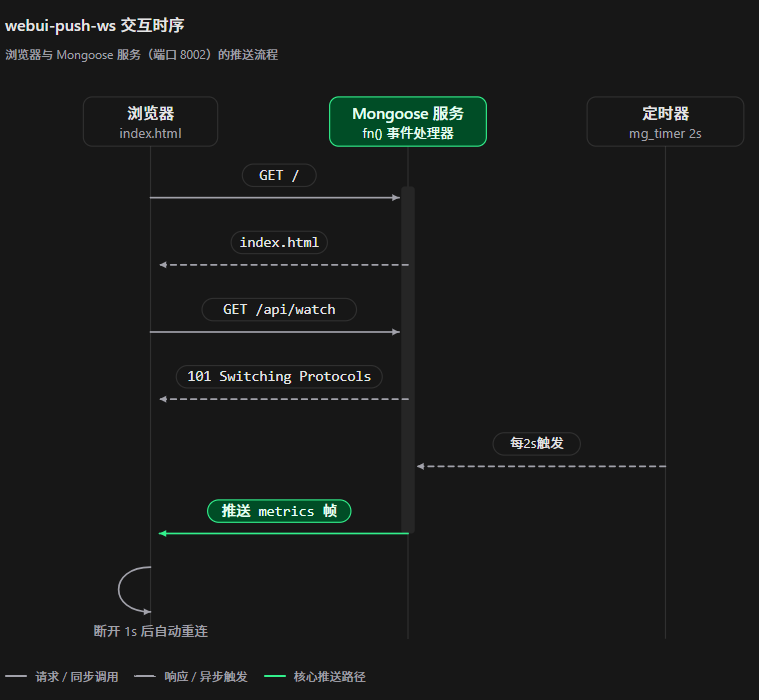 webui-push-ws 交互时序
浏览器与 Mongoose 服务（端口 8002）的推送流程
浏览器
index.html
Mongoose 服务
fn() 事件处理器
定时器
mg_timer 2s
GET /
index.html
GET /api/watch
101 Switching Protocols
每2s触发
推送 metrics 帧
断开 1s 后自动重连
请求 / 同步调用
响应 / 异步触发
核心推送路径